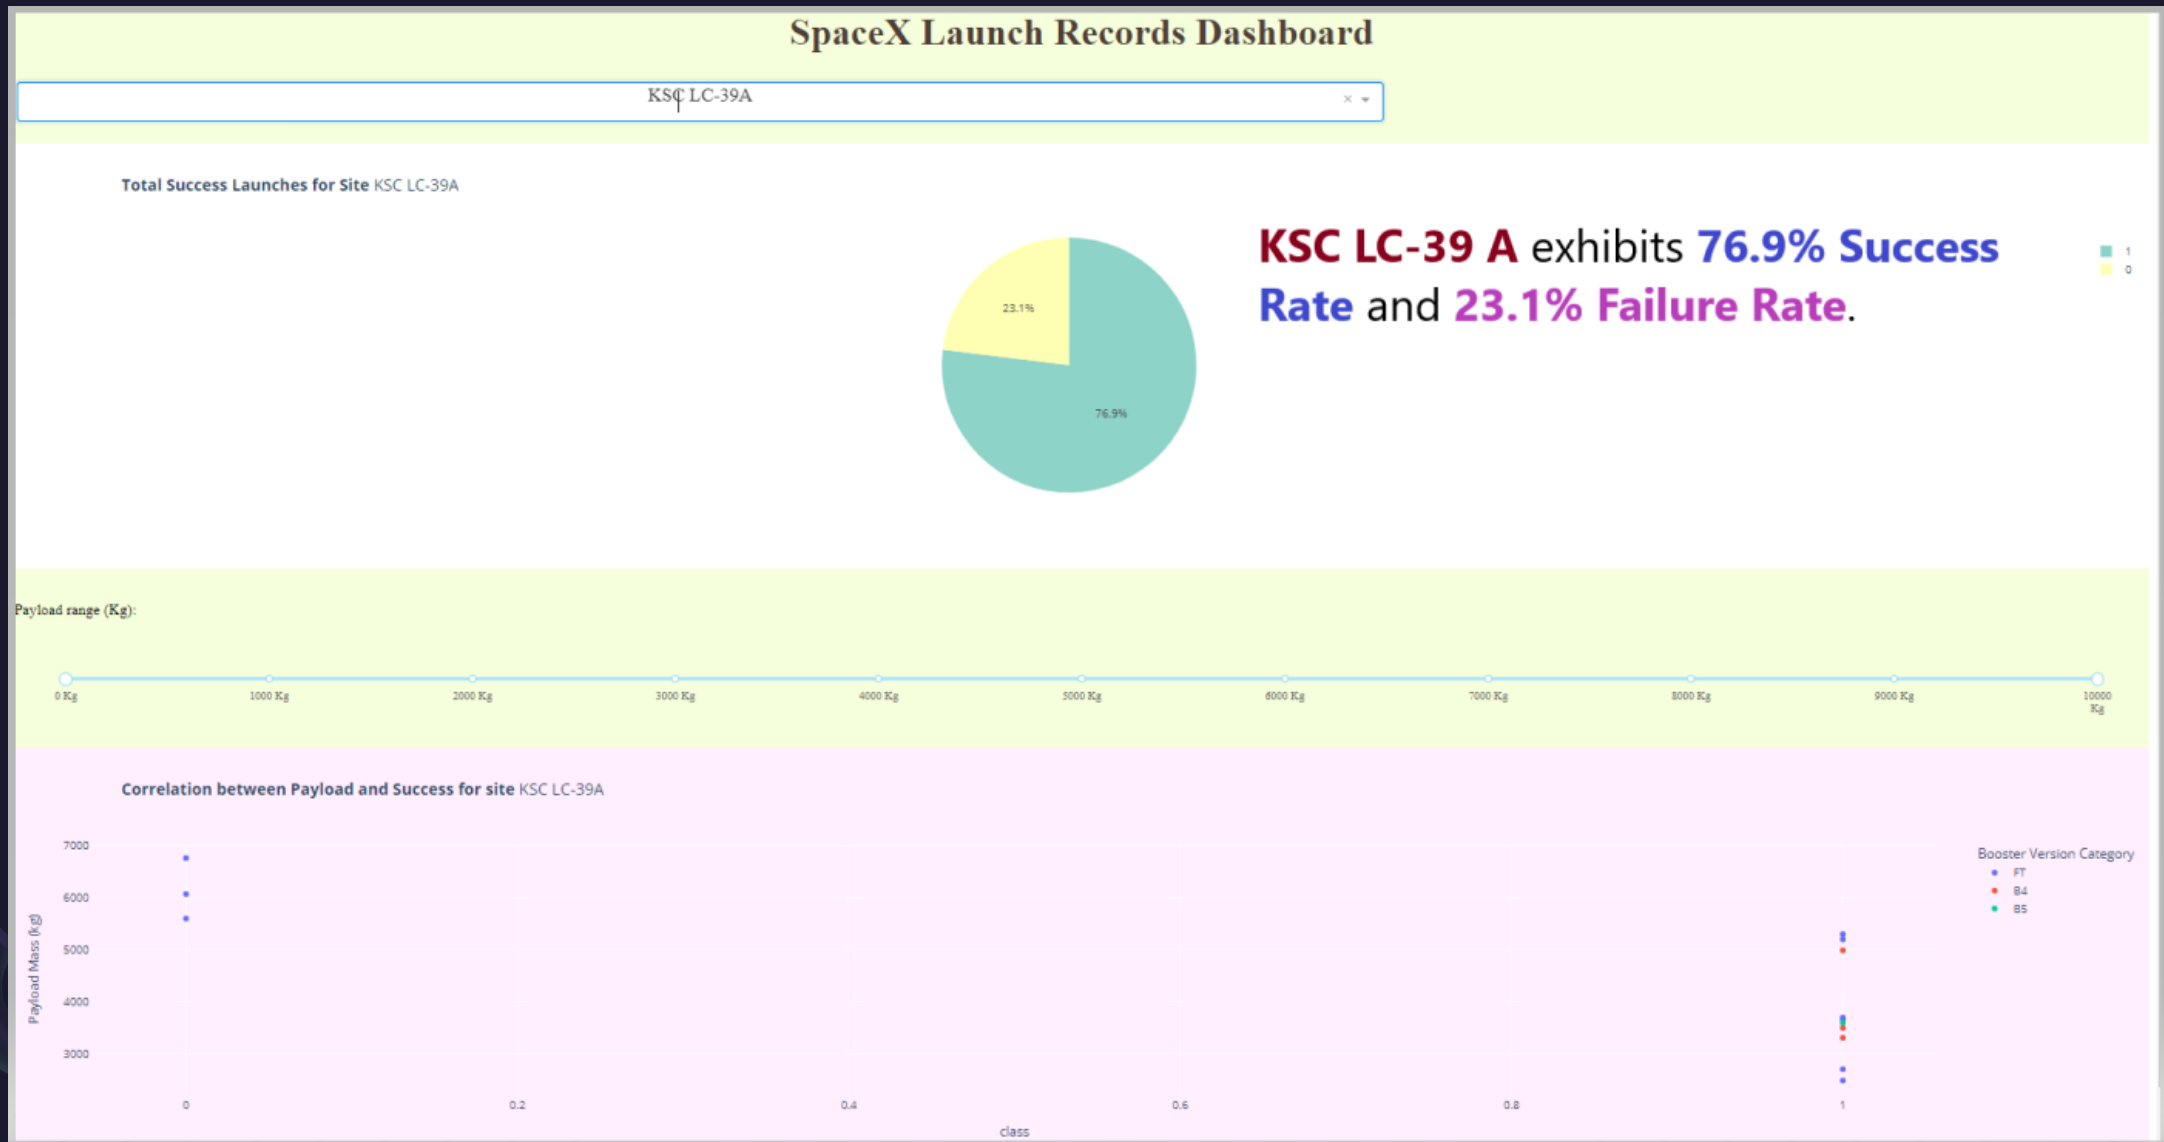 SpaceX Launch Records Dashboard
KSC LC-39A
Total Success Launches for Site KSC LC-39A
KSC LC-39 A exhibits 76.9% Success
Rate and 23.1% Failure Rate.
1
0
23.1%
76.9%
Payload range (Kg):
0 Kg
1000 Kg
2000 Kg
3000 Kg
4000 Kg
5000 Kg
6000 Kg
7000 Kg
8000 Kg
9000 Kg
10000
Kg
Correlation between Payload and Success for site KSC LC-39A
7000
6000
5000
4000
3000
Payload Mass (kg)
Booster Version Category
FT
B4
B5
0
0.2
0.4
0.6
0.8
1
class